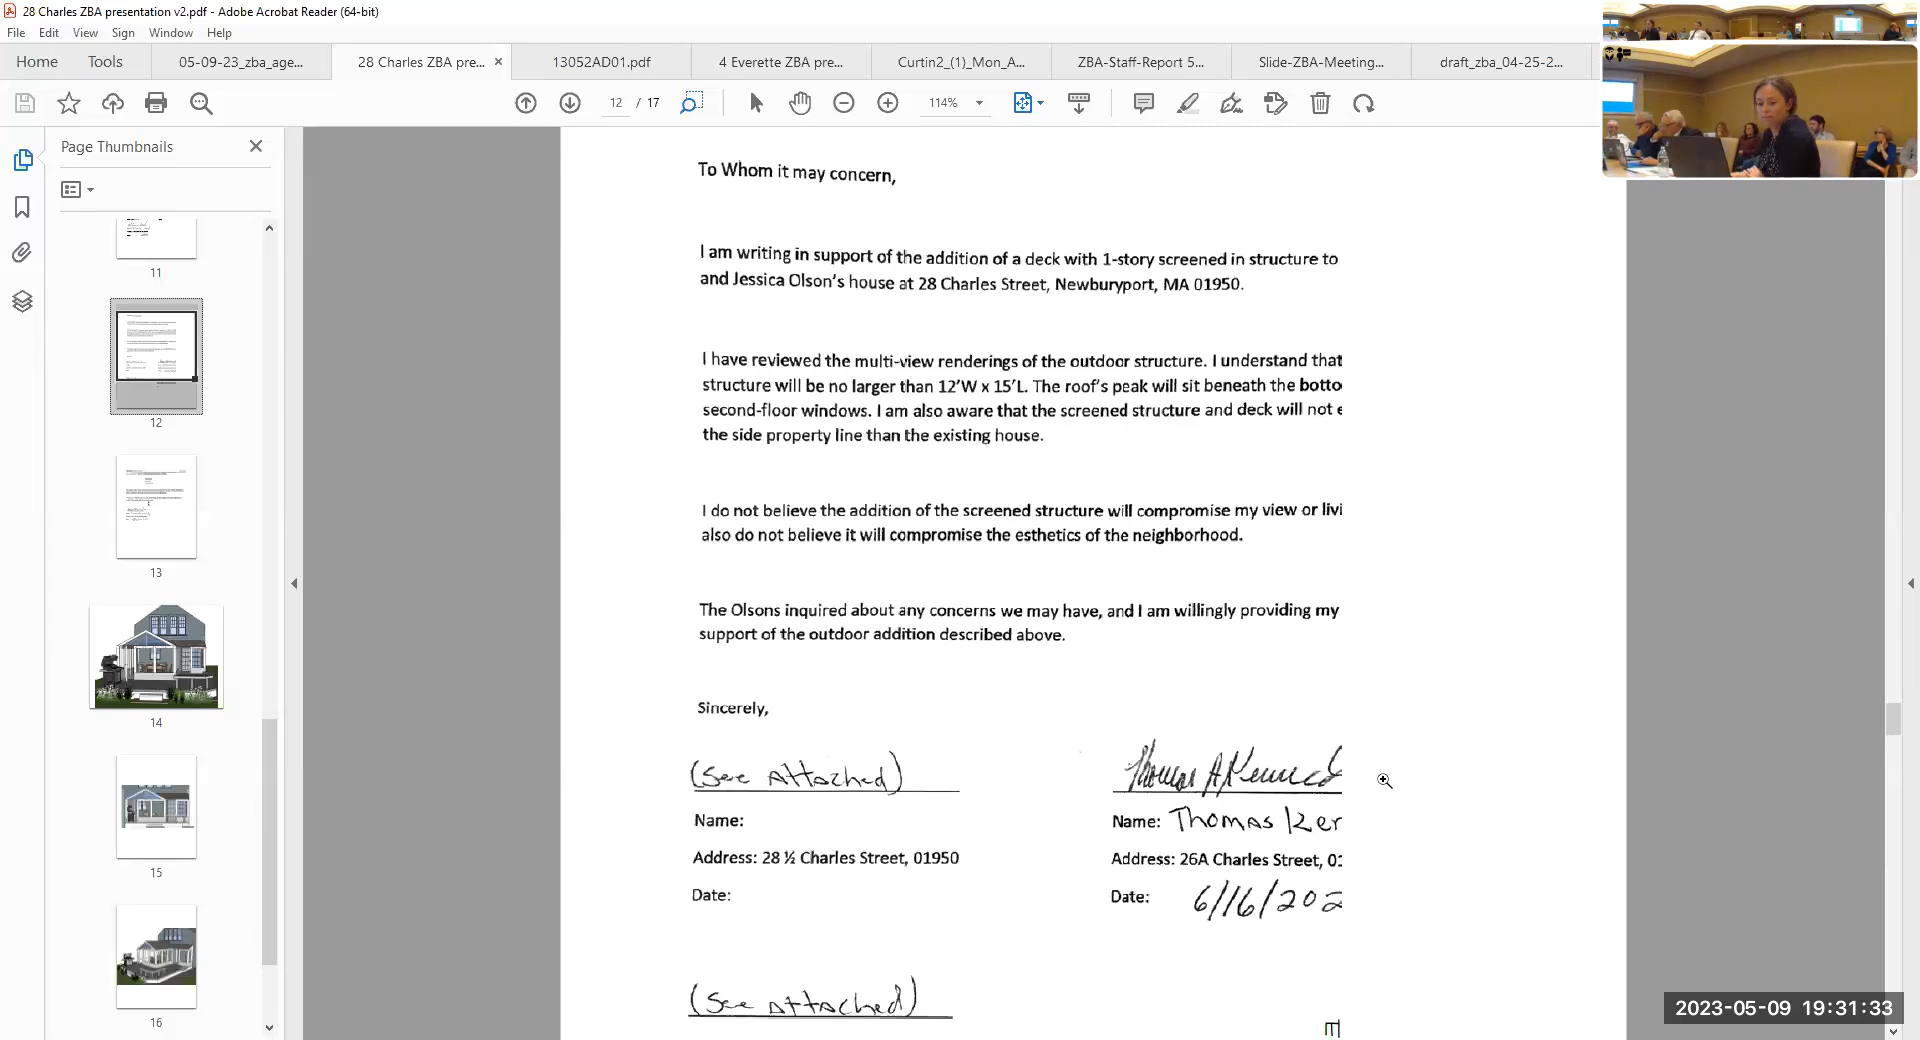 28 Charles ZBA presentation v2.pdf - Adobe Acrobat Reader (64-bit)
File Edit View Sign Window Help
Home Tools 05-09-23_zba_age... 28 Charles ZBA pre... × 13052AD01.pdf 4 Everette ZBA pre... Curtin2_(1)_Mon_A... ZBA-Staff-Report 5... Slide-ZBA-Meeting... draft_zba_04-25-2...
12 / 17 114%
Page Thumbnails
11
12
13
14
15
16
To Whom it may concern,
I am writing in support of the addition of a deck with 1-story screened in structure to
and Jessica Olson's house at 28 Charles Street, Newburyport, MA 01950.
I have reviewed the multi-view renderings of the outdoor structure. I understand that
structure will be no larger than 12'W x 15'L. The roof's peak will sit beneath the botto
second-floor windows. I am also aware that the screened structure and deck will not e
the side property line than the existing house.
I do not believe the addition of the screened structure will compromise my view or livi
also do not believe it will compromise the esthetics of the neighborhood.
The Olsons inquired about any concerns we may have, and I am willingly providing my
support of the outdoor addition described above.
Sincerely,
(See Attached) Thomas A Kenned
Name: Name: Thomas Ken
Address: 28 ½ Charles Street, 01950 Address: 26A Charles Street, 01
Date: Date: 6/16/202
(See Attached)
2023-05-09 19:31:33